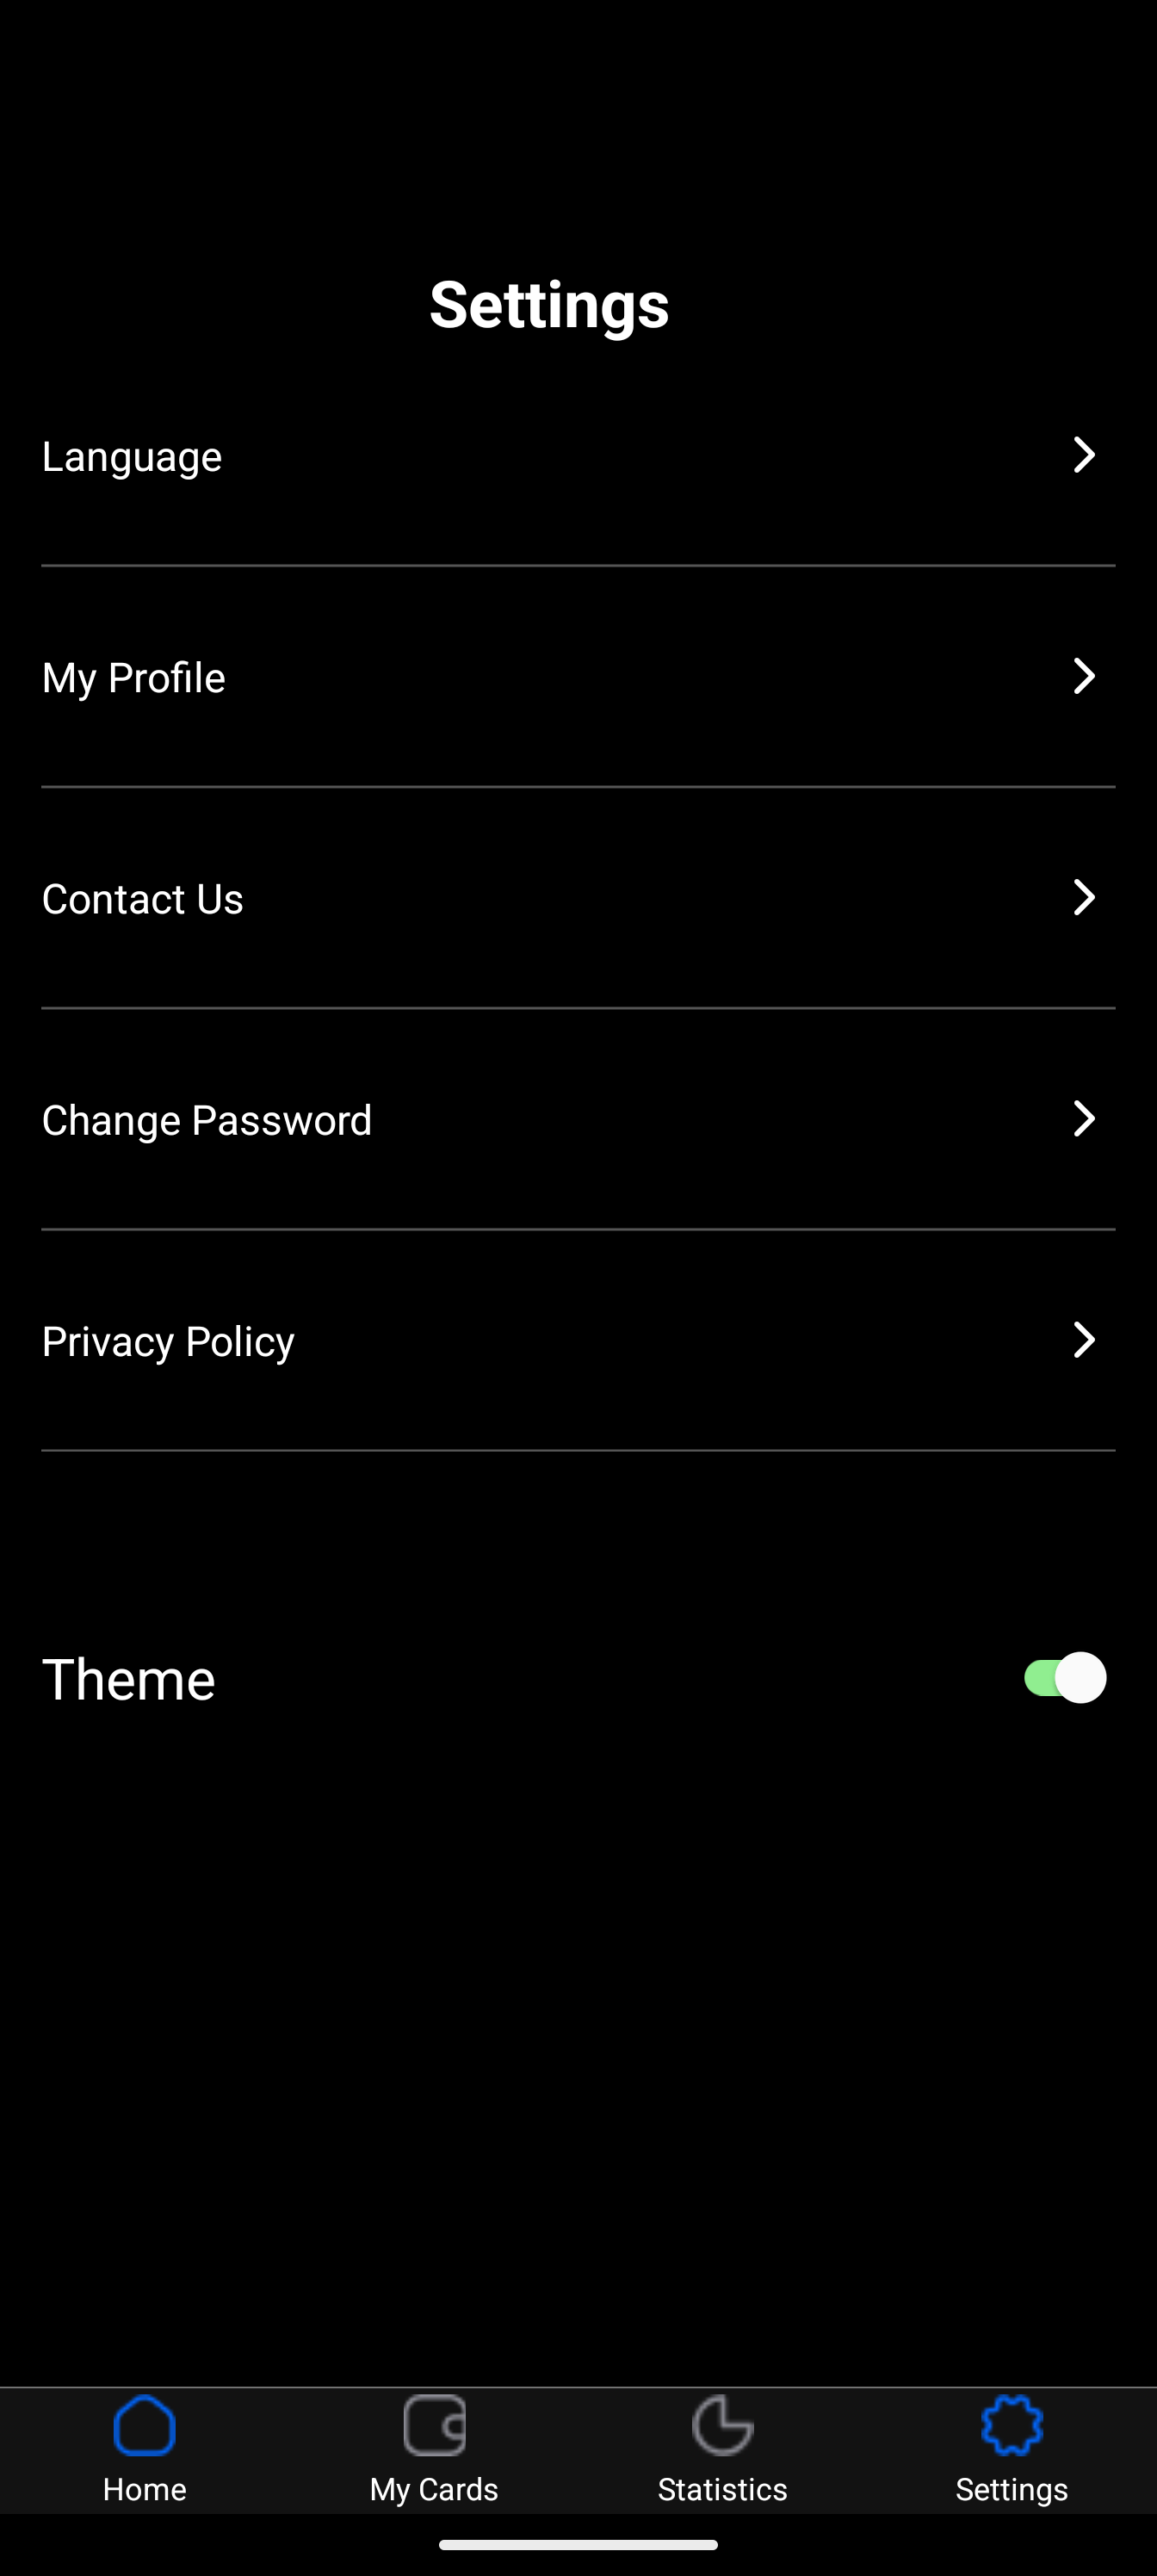 Settings
Language
My Profile
Contact Us
Change Password
Privacy Policy
Theme
Home
My Cards
Statistics
Settings